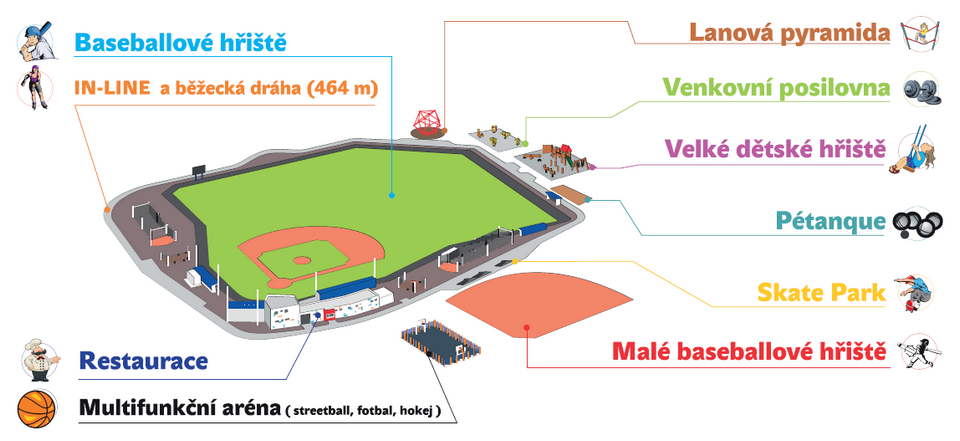 Baseballové hřiště
IN-LINE a běžecká dráha (464 m)
Lanová pyramida
Venkovní posilovna
Velké dětské hřiště
Pétanque
Skate Park
Malé baseballové hřiště
Restaurace
Multifunkční aréna ( streetball, fotbal, hokej )